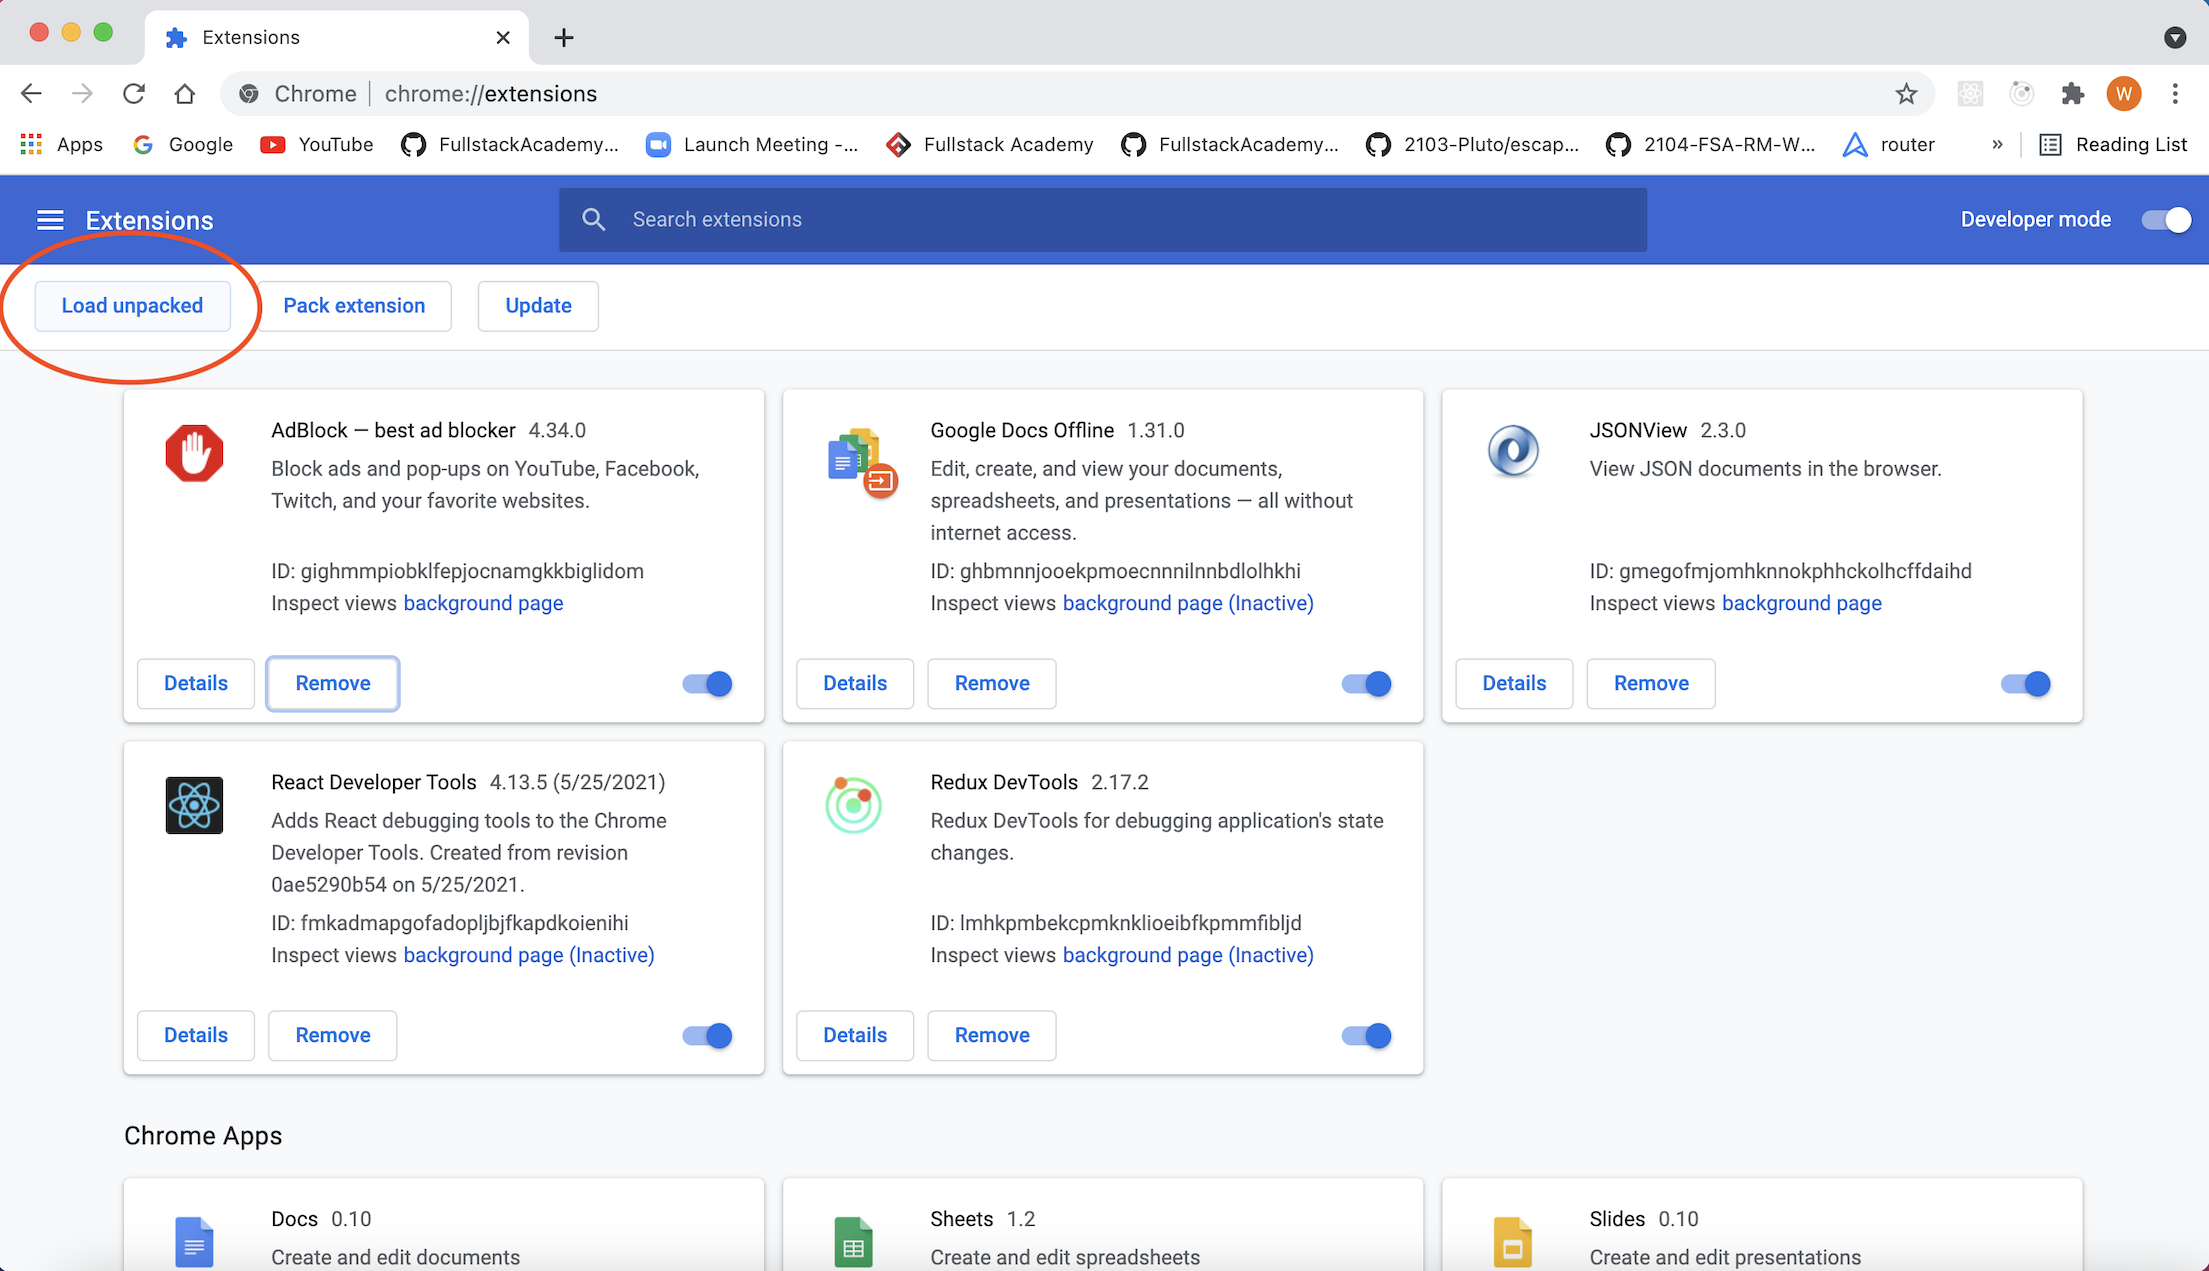 Extensions
Chrome | chrome://extensions
W
Apps Google YouTube FullstackAcademy... Launch Meeting -... Fullstack Academy FullstackAcademy... 2103-Pluto/escap... 2104-FSA-RM-W... router » Reading List
Extensions Search extensions Developer mode
Load unpacked Pack extension Update
AdBlock — best ad blocker 4.34.0
Block ads and pop-ups on YouTube, Facebook,
Twitch, and your favorite websites.
ID: gighmmpiobklfepjocnamgkkbiglidom
Inspect views background page
Details Remove
Google Docs Offline 1.31.0
Edit, create, and view your documents,
spreadsheets, and presentations — all without
internet access.
ID: ghbmnnjooekpmoecnnnilnnbdlolhkhi
Inspect views background page (Inactive)
Details Remove
JSONView 2.3.0
View JSON documents in the browser.
ID: gmegofmjomhknnokphhckolhcffdaihd
Inspect views background page
Details Remove
React Developer Tools 4.13.5 (5/25/2021)
Adds React debugging tools to the Chrome
Developer Tools. Created from revision
0ae5290b54 on 5/25/2021.
ID: fmkadmapgofadopljbjfkapdkoienihi
Inspect views background page (Inactive)
Details Remove
Redux DevTools 2.17.2
Redux DevTools for debugging application's state
changes.
ID: lmhkpmbekcpmknklioeibfkpmmfibljd
Inspect views background page (Inactive)
Details Remove
Chrome Apps
Docs 0.10
Create and edit documents
Sheets 1.2
Create and edit spreadsheets
Slides 0.10
Create and edit presentations